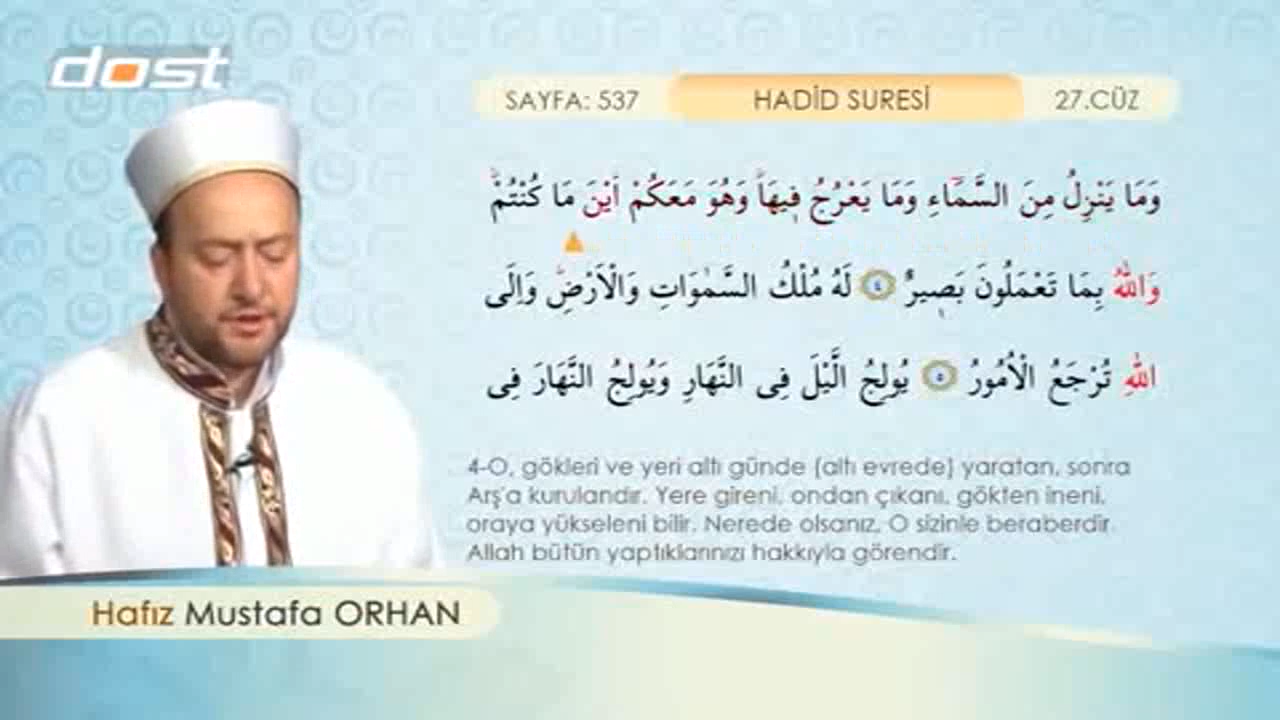 dost
SAYFA: 537 HADİD SURESİ 27.CÜZ
وَمَا يَنْزِلُ مِنَ السَّمَٓاءِ وَمَا يَعْرُجُ فٖيهَاۜ وَهُوَ مَعَكُمْ اَيْنَ مَا كُنْتُمْۜ
وَاللّٰهُ بِمَا تَعْمَلُونَ بَصٖيرٌ ﴿٤﴾ لَهُ مُلْكُ السَّمٰوَاتِ وَالْاَرْضِۜ وَاِلَى
اللّٰهِ تُرْجَعُ الْاُمُورُ ﴿٥﴾ يُولِجُ الَّيْلَ فِى النَّهَارِ وَيُولِجُ النَّهَارَ فِى
4-O, gökleri ve yeri altı günde (altı evrede) yaratan, sonra
Arş'a kurulandır. Yere gireni, ondan çıkanı, gökten ineni,
oraya yükseleni bilir. Nerede olsanız, O sizinle beraberdir.
Allah bütün yaptıklarınızı hakkıyla görendir.
Hafız Mustafa ORHAN